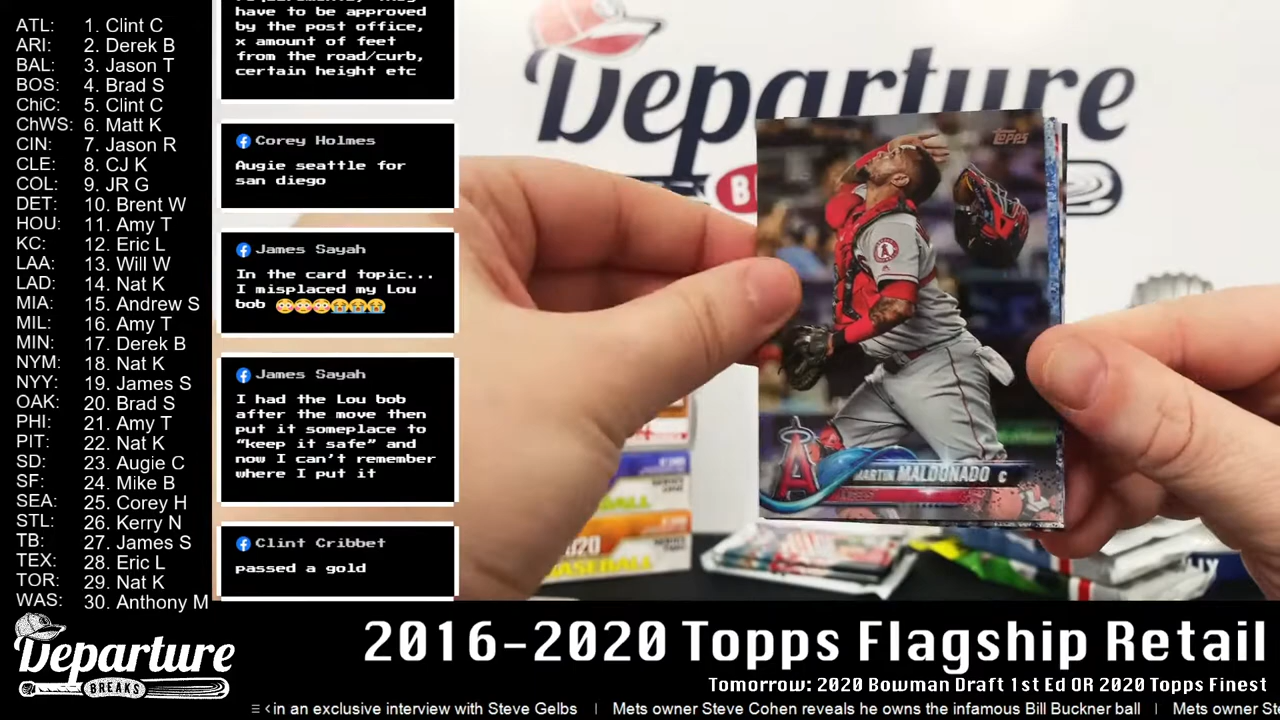 ATL: 1. Clint C
ARI: 2. Derek B
BAL: 3. Jason T
BOS: 4. Brad S
ChiC: 5. Clint C
ChWS: 6. Matt K
CIN: 7. Jason R
CLE: 8. CJ K
COL: 9. JR G
DET: 10. Brent W
HOU: 11. Amy T
KC: 12. Eric L
LAA: 13. Will W
LAD: 14. Nat K
MIA: 15. Andrew S
MIL: 16. Amy T
MIN: 17. Derek B
NYM: 18. Nat K
NYY: 19. James S
OAK: 20. Brad S
PHI: 21. Amy T
PIT: 22. Nat K
SD: 23. Augie C
SF: 24. Mike B
SEA: 25. Corey H
STL: 26. Kerry N
TB: 27. James S
TEX: 28. Eric L
TOR: 29. Nat K
WAS: 30. Anthony M
have to be approved
by the post office,
x amount of feet
from the road/curb,
certain height etc
Corey Holmes
Augie seattle for
san diego
James Sayah
In the card topic...
I misplaced my Lou
bob 😳😳😳😭😭😭
James Sayah
I had the Lou bob
after the move then
put it someplace to
"keep it safe" and
now I can't remember
where I put it
Clint Cribbet
passed a gold
Departure
TOPPS
A
MARTIN MALDONADO C
ANGELS
2020
BASEBALL
Departure
BREAKS
2016-2020 Topps Flagship Retail
Tomorrow: 2020 Bowman Draft 1st Ed OR 2020 Topps Finest
in an exclusive interview with Steve Gelbs | Mets owner Steve Cohen reveals he owns the infamous Bill Buckner ball | Mets owner Ste